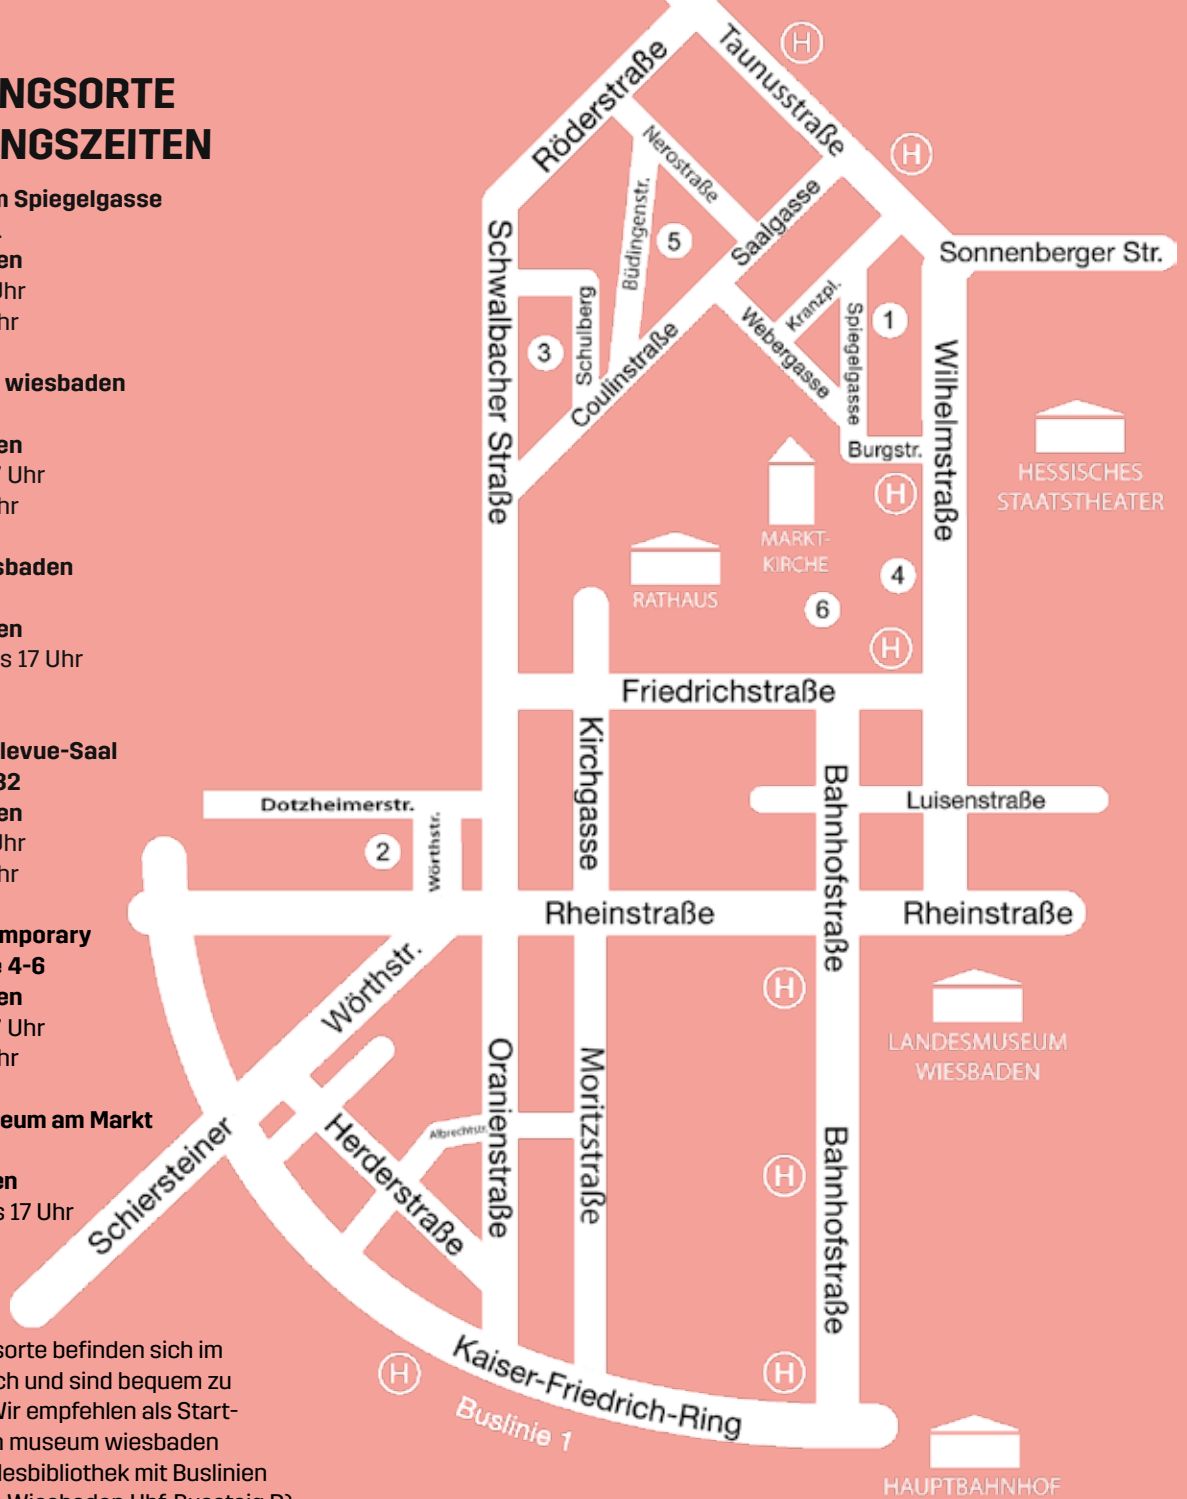 NGSORTE
NGSZEITEN
Spiegelgasse
en
Uhr
hr
wiesbaden
en
Uhr
hr
sbaden
en
s 17 Uhr
levue-Saal
32
en
Uhr
hr
mporary
e 4-6
en
Uhr
hr
eum am Markt
en
s 17 Uhr
sorte befinden sich im
ch und sind bequem zu
Wir empfehlen als Start-
n museum wiesbaden
desbibliothek mit Buslinien
Wiesbaden Hbf Bussteig D)
H
Taunusstraße
Röderstraße
H
Nerostraße
Büdingenstr.
5
Saalgasse
Sonnenberger Str.
Schwalbacher Straße
Schulberg
3
Coulinstraße
Kranzpl.
Webergasse
Spiegelgasse
1
Wilhelmstraße
Burgstr.
H
HESSISCHES
STAATSTHEATER
MARKT-
KIRCHE
RATHAUS
4
6
H
Friedrichstraße
Kirchgasse
Bahnhofstraße
Luisenstraße
Dotzheimerstr.
Wörthstr.
2
Rheinstraße
Rheinstraße
Wörthstr.
H
LANDESMUSEUM
WIESBADEN
Oranienstraße
Moritzstraße
Albrechtstr.
Herderstraße
Schiersteiner
H
Bahnhofstraße
Kaiser-Friedrich-Ring
H
H
Buslinie 1
HAUPTBAHNHOF